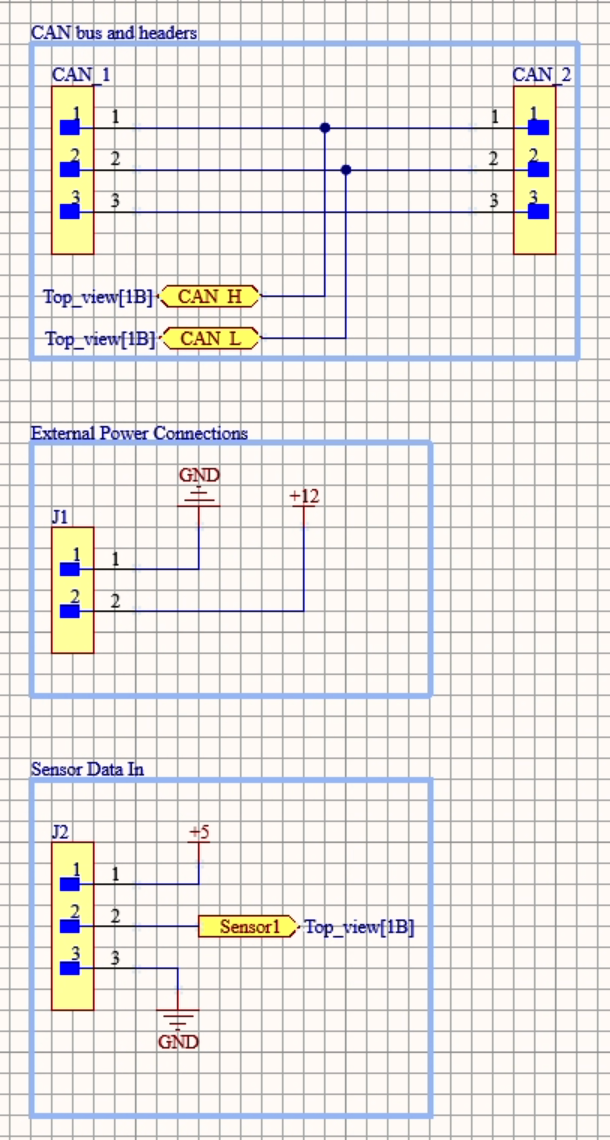 CAN bus and headers
CAN_1 CAN_2
1 1 1 1
2 2 2 2
3 3 3 3
Top_view[1B] CAN_H
Top_view[1B] CAN_L
External Power Connections
GND
+12
J1
1 1
2 2
Sensor Data In
J2 +5
1 1
2 2 Sensor1 Top_view[1B]
3 3
GND